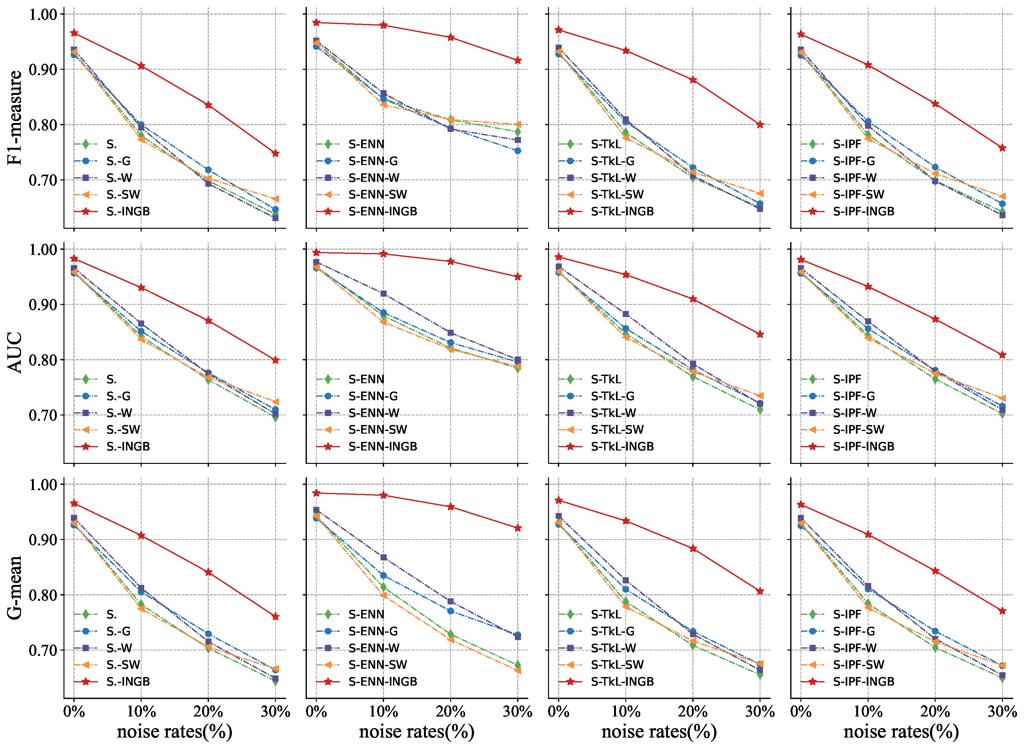 F1-measure
1.00
0.90
0.80
0.70
S.
S.-G
S.-W
S.-SW
S.-INGB
S-ENN
S-ENN-G
S-ENN-W
S-ENN-SW
S-ENN-INGB
S-TkL
S-TkL-G
S-TkL-W
S-TkL-SW
S-TkL-INGB
S-IPF
S-IPF-G
S-IPF-W
S-IPF-SW
S-IPF-INGB
AUC
1.00
0.90
0.80
0.70
S.
S.-G
S.-W
S.-SW
S.-INGB
S-ENN
S-ENN-G
S-ENN-W
S-ENN-SW
S-ENN-INGB
S-TkL
S-TkL-G
S-TkL-W
S-TkL-SW
S-TkL-INGB
S-IPF
S-IPF-G
S-IPF-W
S-IPF-SW
S-IPF-INGB
G-mean
1.00
0.90
0.80
0.70
S.
S.-G
S.-W
S.-SW
S.-INGB
S-ENN
S-ENN-G
S-ENN-W
S-ENN-SW
S-ENN-INGB
S-TkL
S-TkL-G
S-TkL-W
S-TkL-SW
S-TkL-INGB
S-IPF
S-IPF-G
S-IPF-W
S-IPF-SW
S-IPF-INGB
0% 10% 20% 30%
noise rates(%)
0% 10% 20% 30%
noise rates(%)
0% 10% 20% 30%
noise rates(%)
0% 10% 20% 30%
noise rates(%)